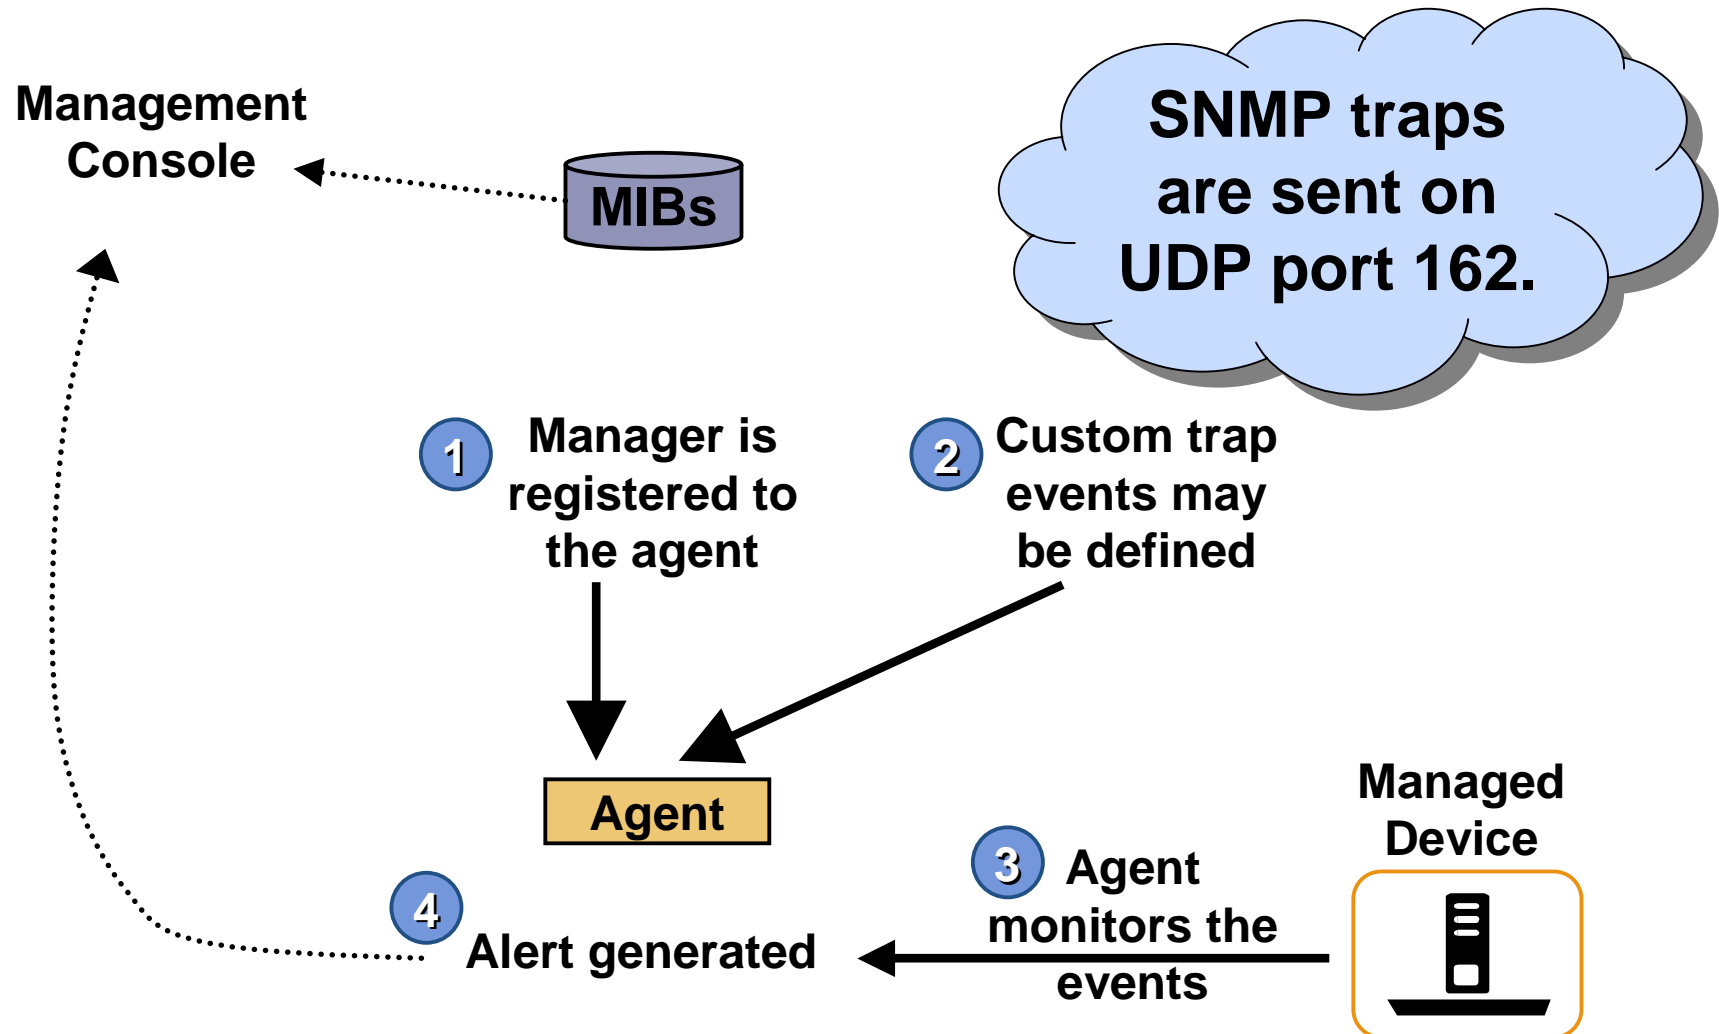 Management
Console
MIBs
SNMP traps
are sent on
UDP port 162.
1
Manager is
registered to
the agent
2
Custom trap
events may
be defined
Agent
Managed
Device
3
Agent
monitors the
events
4
Alert generated